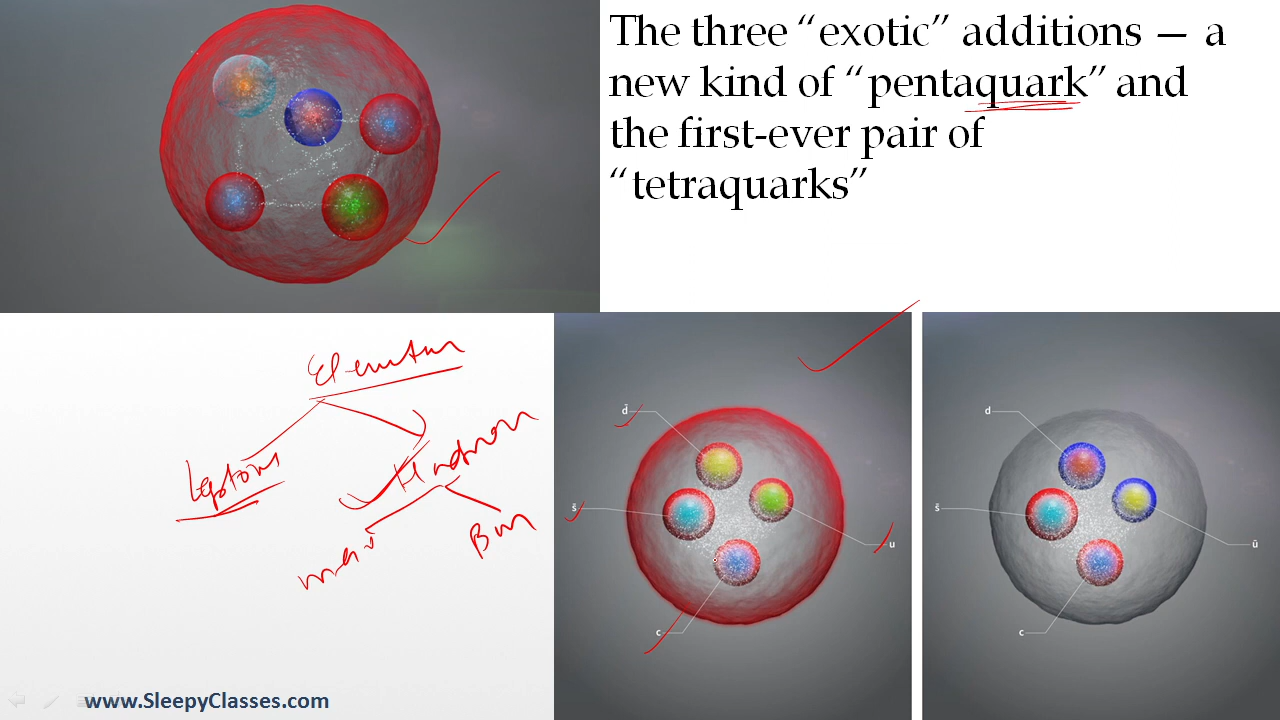 The three “exotic” additions — a
new kind of “pentaquark” and
the first-ever pair of
“tetraquarks”
Leptons
Hadron
d̄
s̄
u
c
d
s̄
ū
c
www.SleepyClasses.com